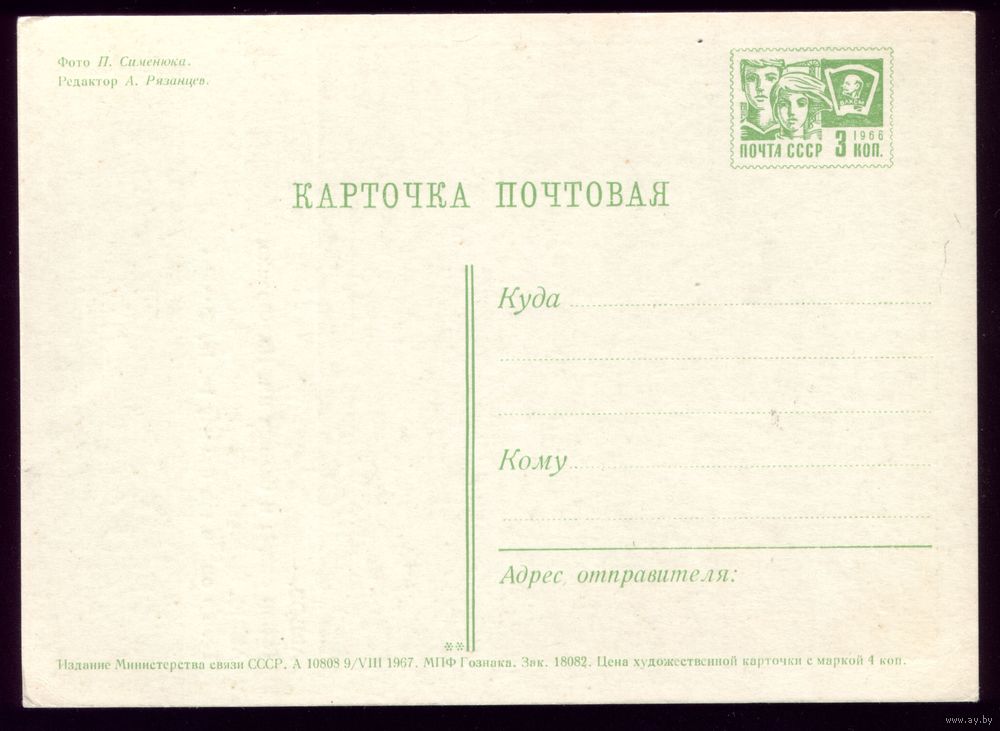 Фото П. Сименюка.
Редактор А. Рязанцев.
ВЛКСМ
ПОЧТА СССР 3 1966 КОП.
КАРТОЧКА ПОЧТОВАЯ
Куда
Кому
Адрес отправителя:
**
Издание Министерства связи СССР. А 10808 9/VIII 1967. МПФ Гознака. Зак. 18082. Цена художественной карточки с маркой 4 коп.
www.ay.by